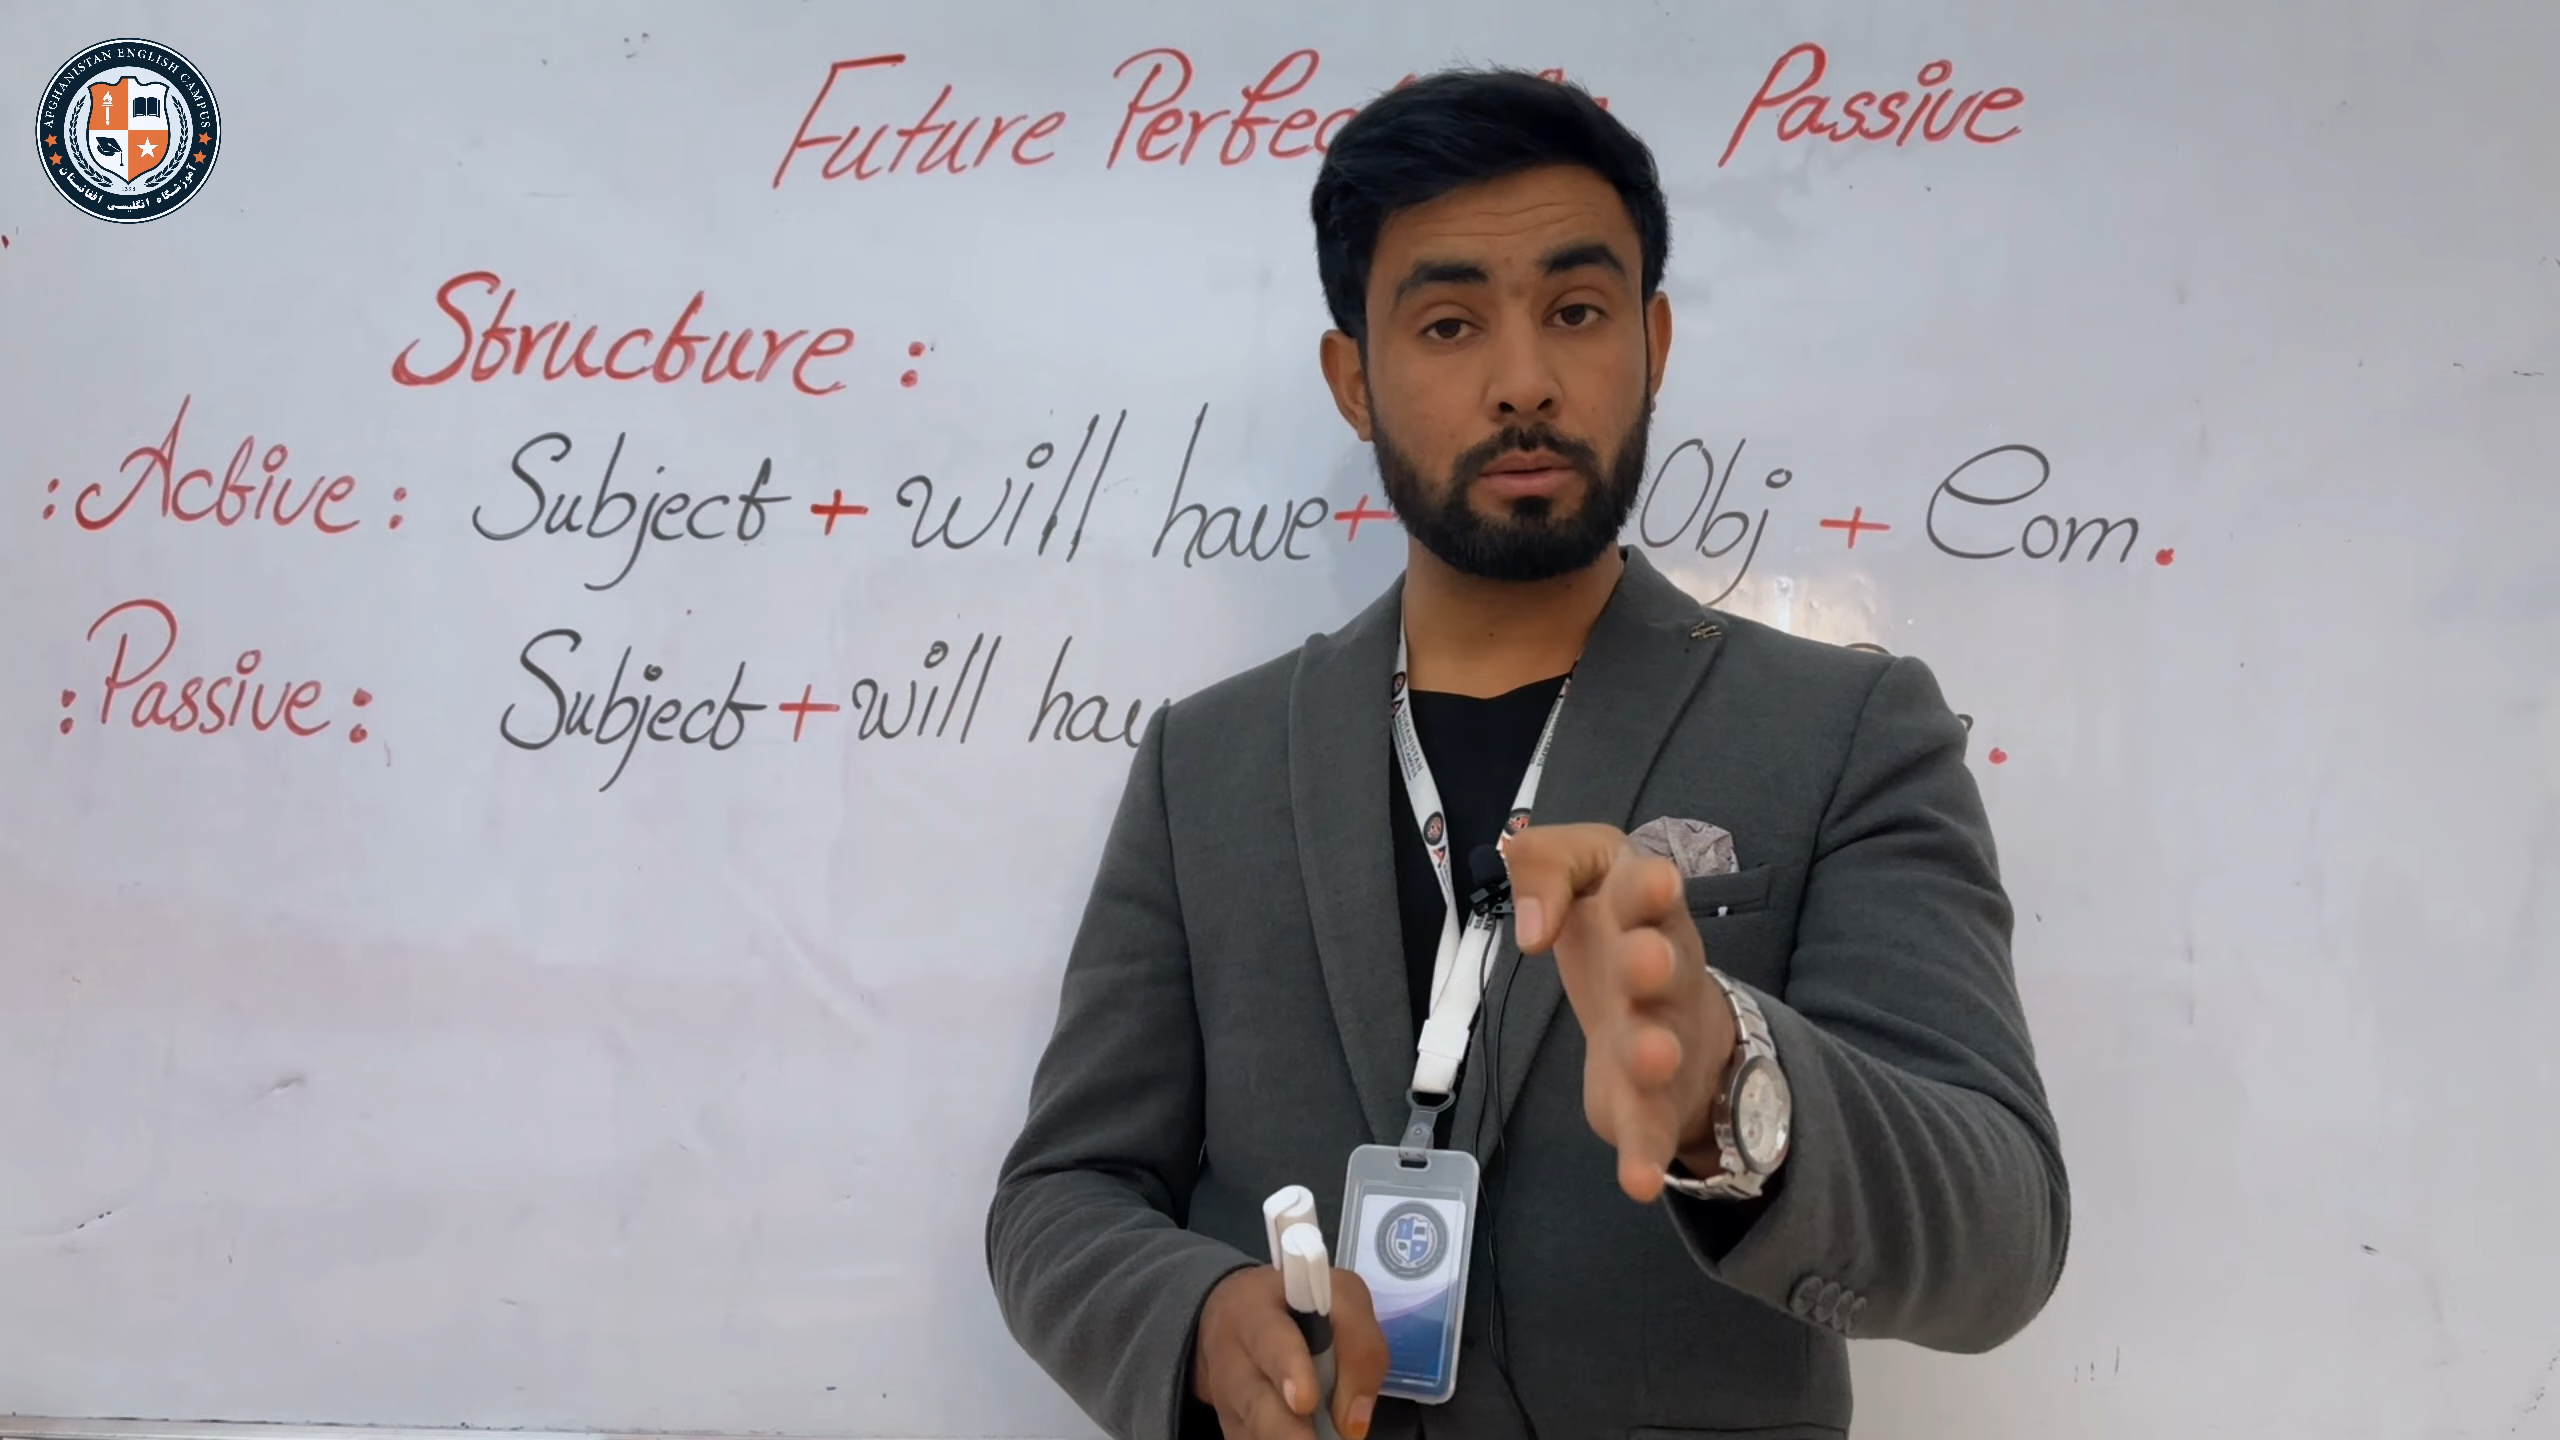 AFGHANISTAN ENGLISH CAMPUS
آموزشگاه انگلیسی افغانستان
Future Perfec Passive
Structure :
: Active : Subject + will have + Obj + Com.
: Passive : Subject + will hav .